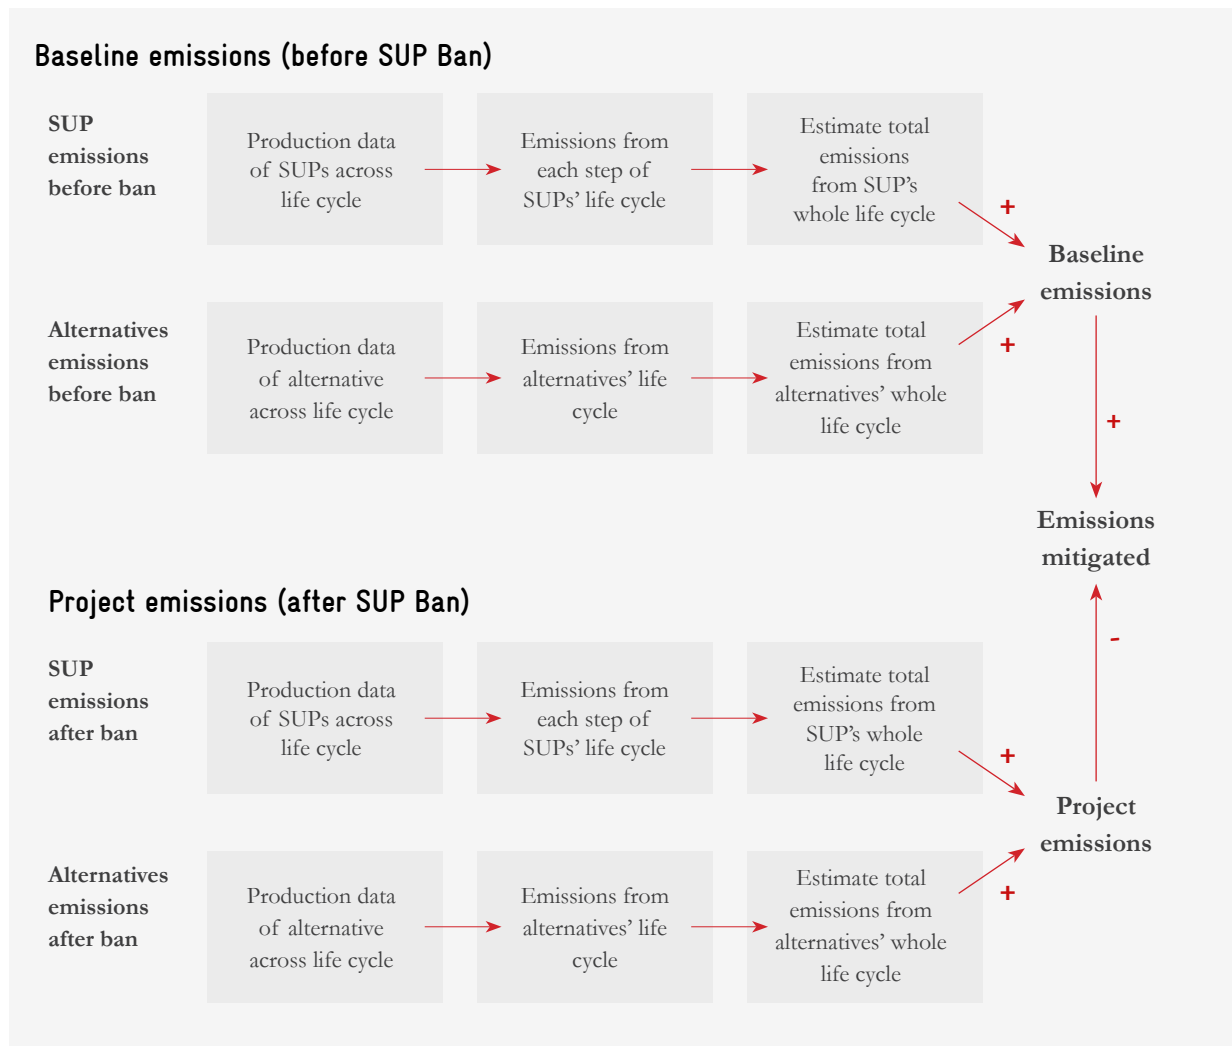 Baseline emissions (before SUP Ban)
SUP
emissions
before ban
Production data
of SUPs across
life cycle
Emissions from
each step of
SUPs’ life cycle
Estimate total
emissions
from SUP’s
whole life cycle
+
Baseline
emissions
Alternatives
emissions
before ban
Production data
of alternative
across life cycle
Emissions from
alternatives’ life
cycle
Estimate total
emissions from
alternatives’ whole
life cycle
+
+
Emissions
mitigated
Project emissions (after SUP Ban)
-
SUP
emissions
after ban
Production data
of SUPs across
life cycle
Emissions from
each step of
SUPs’ life cycle
Estimate total
emissions from
SUP’s whole
life cycle
+
Project
emissions
Alternatives
emissions
after ban
Production data
of alternative
across life cycle
Emissions from
alternatives’ life
cycle
Estimate total
emissions from
alternatives’ whole
life cycle
+